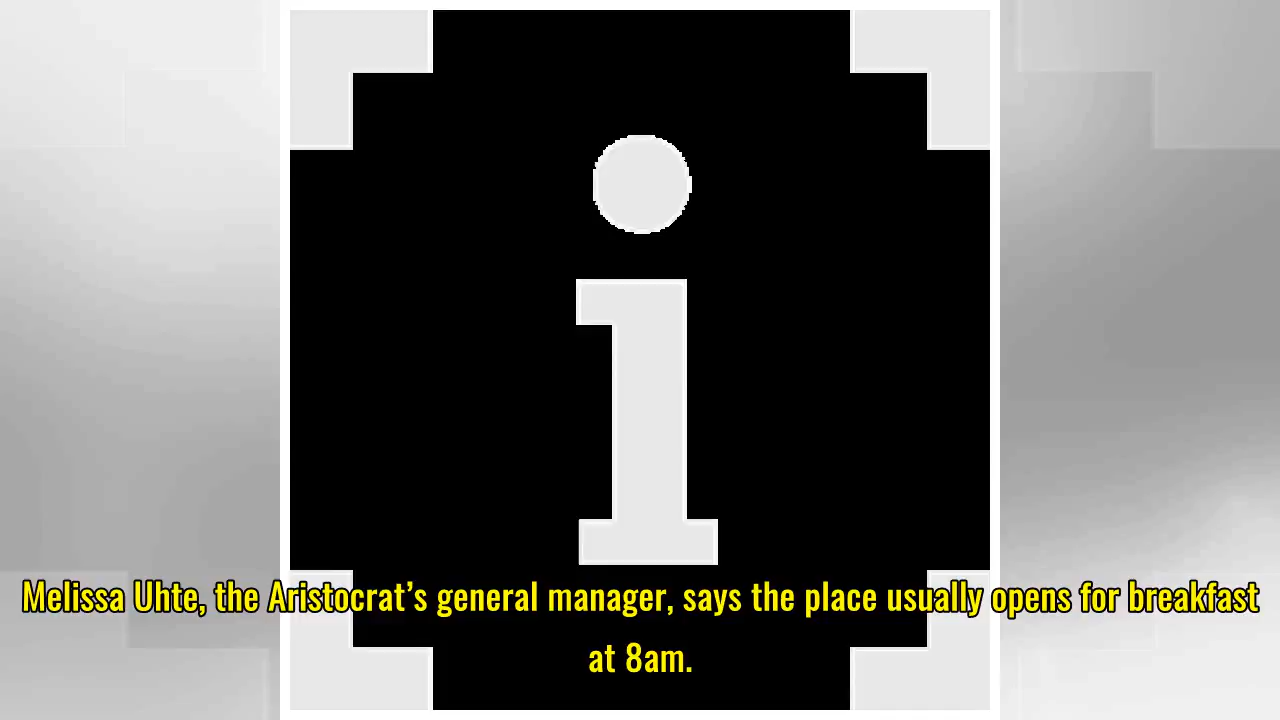 i
Melissa Uhte, the Aristocrat’s general manager, says the place usually opens for breakfast
at 8am.